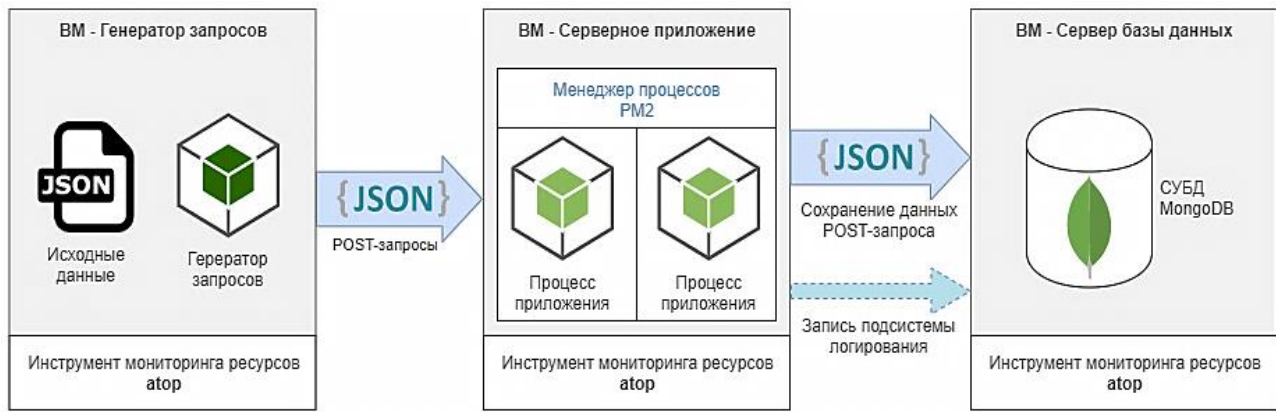 ВМ - Генератор запросов
JSON
Исходные
данные
Герератор
запросов
Инструмент мониторинга ресурсов
atop
{JSON}
POST-запросы
ВМ - Серверное приложение
Менеджер процессов
PM2
Процесс
приложения
Процесс
приложения
Инструмент мониторинга ресурсов
atop
{JSON}
Сохранение данных
POST-запроса
Запись подсистемы
логирования
ВМ - Сервер базы данных
СУБД
MongoDB
Инструмент мониторинга ресурсов
atop